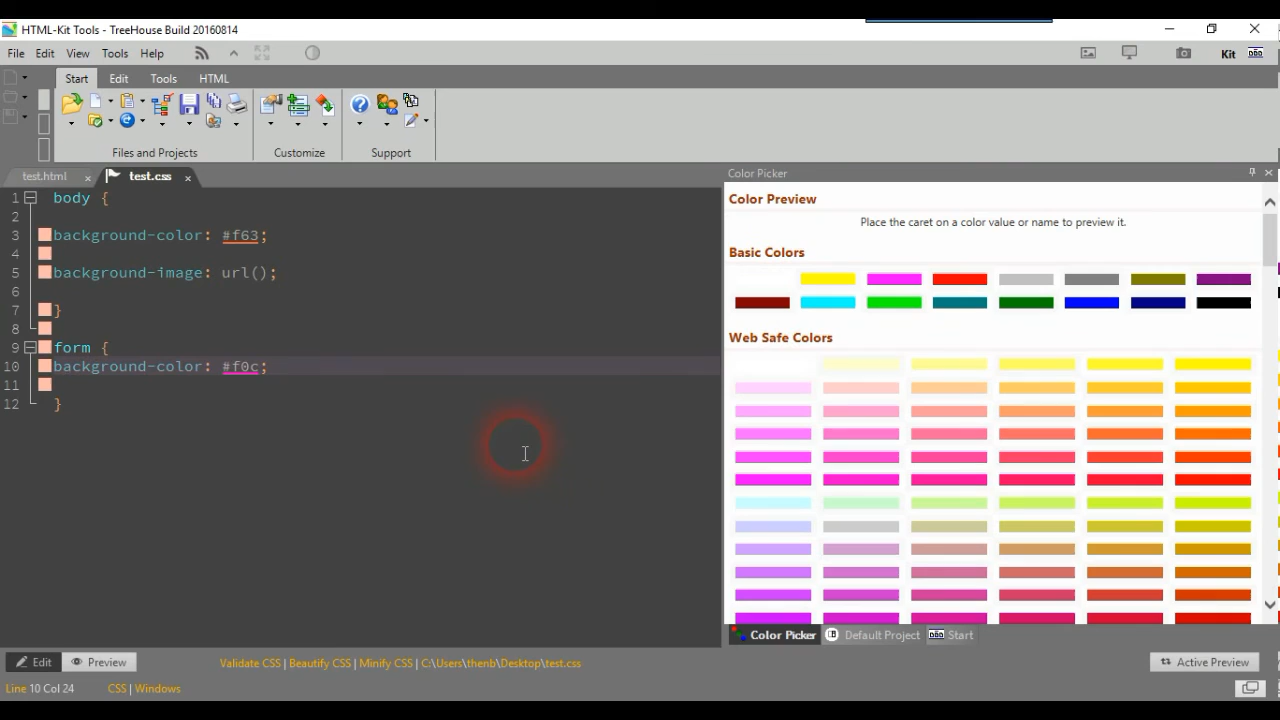 HTML-Kit Tools - TreeHouse Build 20160814
File Edit View Tools Help
Kit
Start Edit Tools HTML
Files and Projects Customize Support
test.html test.css
Color Picker
1 body {
2
3 background-color: #f63;
4
5 background-image: url();
6
7 }
8
9 form {
10 background-color: #f0c;
11
12 }
Color Preview
Place the caret on a color value or name to preview it.
Basic Colors
Web Safe Colors
Color Picker Default Project Start
Edit Preview
Validate CSS | Beautify CSS | Minify CSS | C:\Users\thenb\Desktop\test.css
Active Preview
Line 10 Col 24 CSS | Windows